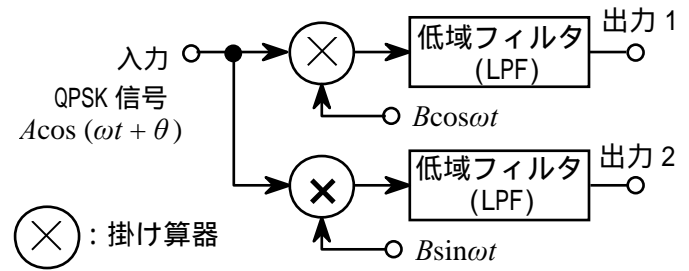 入力
QPSK 信号
Acos (ωt + θ)
低域フィルタ
(LPF)
出力 1
Bcosωt
低域フィルタ
(LPF)
出力 2
Bsinωt
：掛け算器